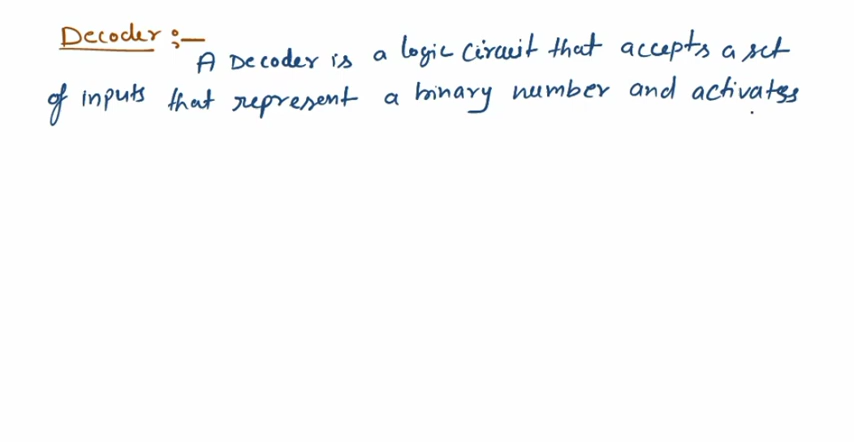 Decoder :—
A Decoder is a logic circuit that accepts a set
of inputs that represent a binary number and activates